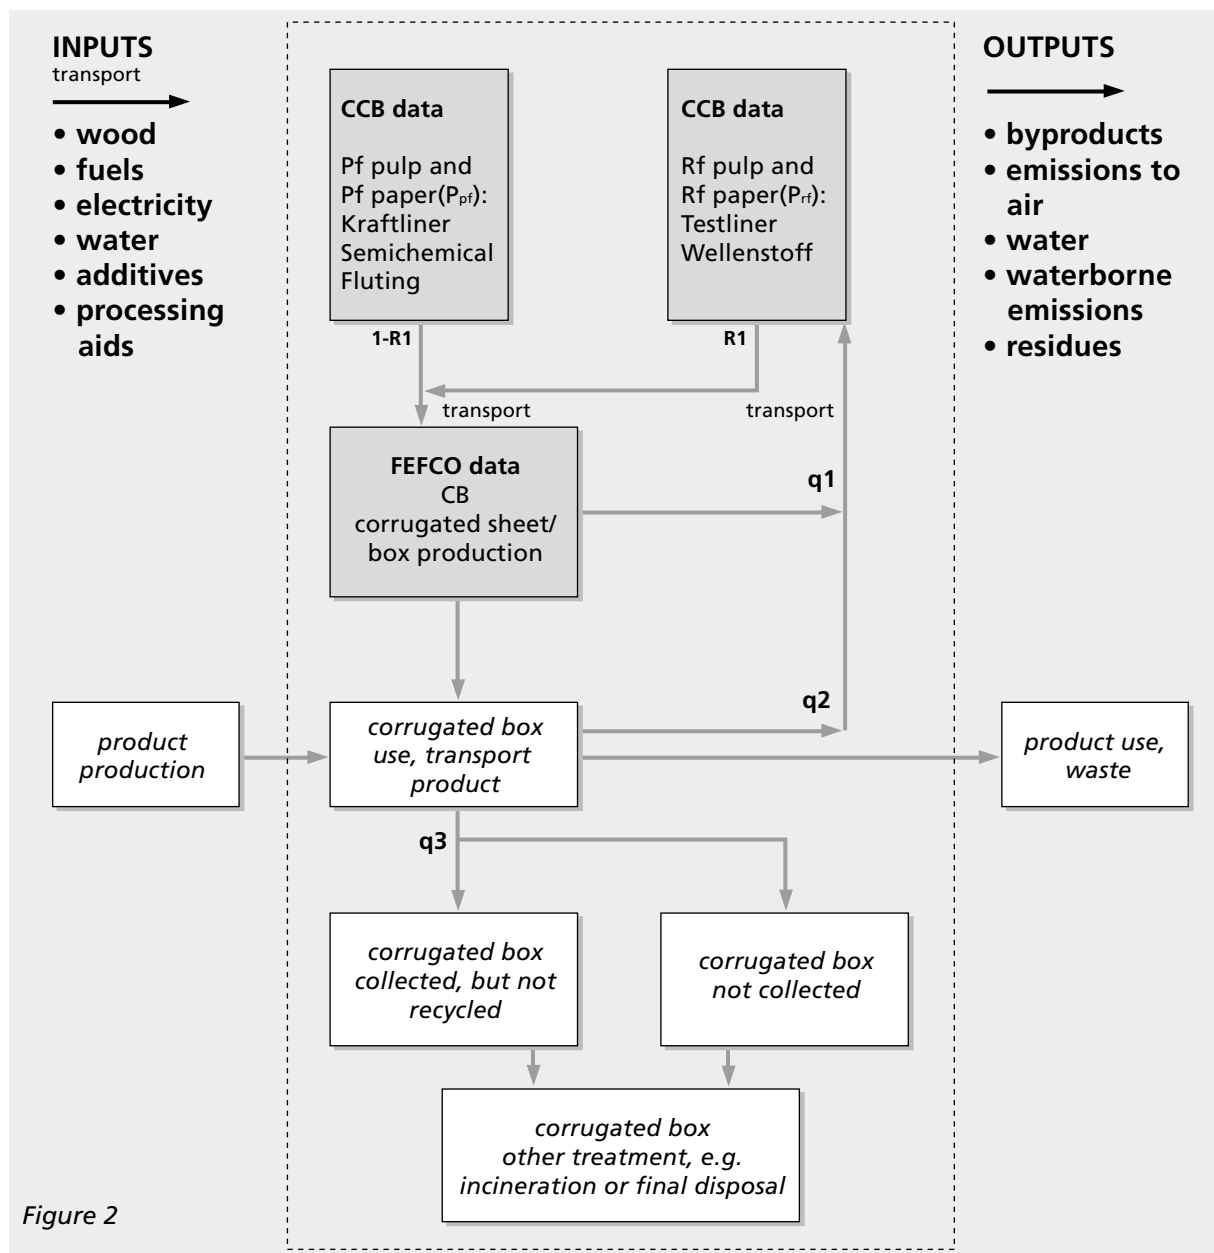 INPUTS
transport
• wood
• fuels
• electricity
• water
• additives
• processing
aids
CCB data
Pf pulp and
Pf paper(Ppf):
Kraftliner
Semichemical
Fluting
CCB data
Rf pulp and
Rf paper(Prf):
Testliner
Wellenstoff
OUTPUTS
• byproducts
• emissions to
air
• water
• waterborne
emissions
• residues
1-R1
R1
transport
transport
FEFCO data
CB
corrugated sheet/
box production
q1
q2
product
production
corrugated box
use, transport
product
product use,
waste
q3
corrugated box
collected, but not
recycled
corrugated box
not collected
corrugated box
other treatment, e.g.
incineration or final disposal
Figure 2